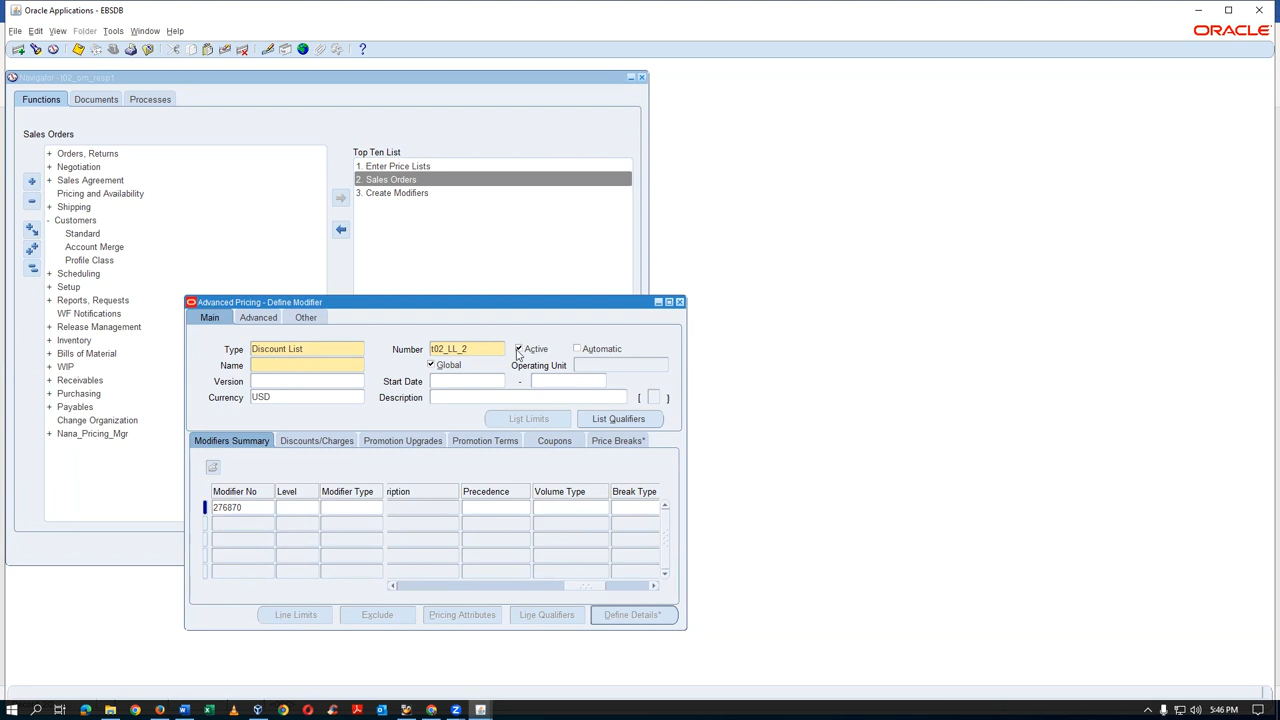 Oracle Applications - EBSDB
File Edit View Folder Tools Window Help
ORACLE
Navigator - t02_om_resp1
Functions Documents Processes
Sales Orders
+ Orders, Returns
+ Negotiation
+ Sales Agreement
Pricing and Availability
+ Shipping
- Customers
Standard
Account Merge
Profile Class
+ Scheduling
+ Setup
+ Reports, Requests
WF Notifications
+ Release Management
+ Inventory
+ Bills of Material
+ WIP
+ Receivables
+ Purchasing
+ Payables
Change Organization
+ Nana_Pricing_Mgr
Top Ten List
1. Enter Price Lists
2. Sales Orders
3. Create Modifiers
Advanced Pricing - Define Modifier
Main Advanced Other
Type Discount List Number t02_LL_2 Active Automatic
Name Global Operating Unit
Version Start Date -
Currency USD Description [ ]
List Limits List Qualifiers
Modifiers Summary Discounts/Charges Promotion Upgrades Promotion Terms Coupons Price Breaks*
Modifier No Level Modifier Type ription Precedence Volume Type Break Type
276870
Line Limits Exclude Pricing Attributes Line Qualifiers Define Details*
5:46 PM